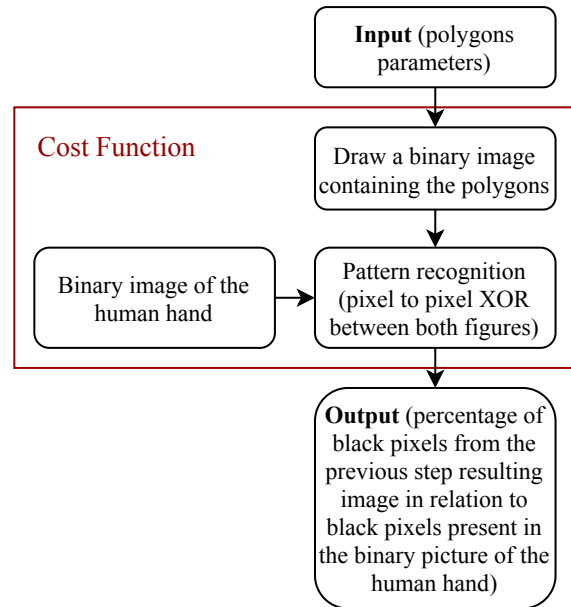 Input (polygons
parameters)
Cost Function
Draw a binary image
containing the polygons
Binary image of the
human hand
Pattern recognition
(pixel to pixel XOR
between both figures)
Output (percentage of
black pixels from the
previous step resulting
image in relation to
black pixels present in
the binary picture of the
human hand)